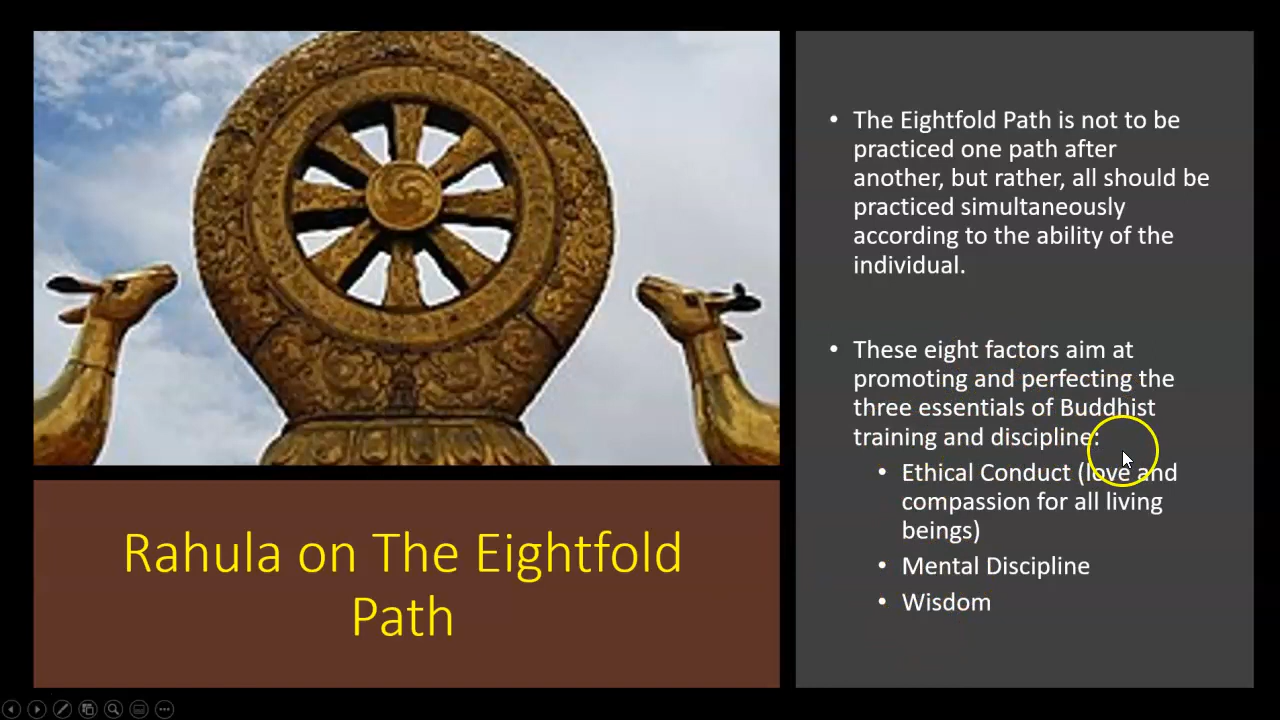 Rahula on The Eightfold
Path
• The Eightfold Path is not to be
practiced one path after
another, but rather, all should be
practiced simultaneously
according to the ability of the
individual.
• These eight factors aim at
promoting and perfecting the
three essentials of Buddhist
training and discipline:
• Ethical Conduct (love and
compassion for all living
beings)
• Mental Discipline
• Wisdom